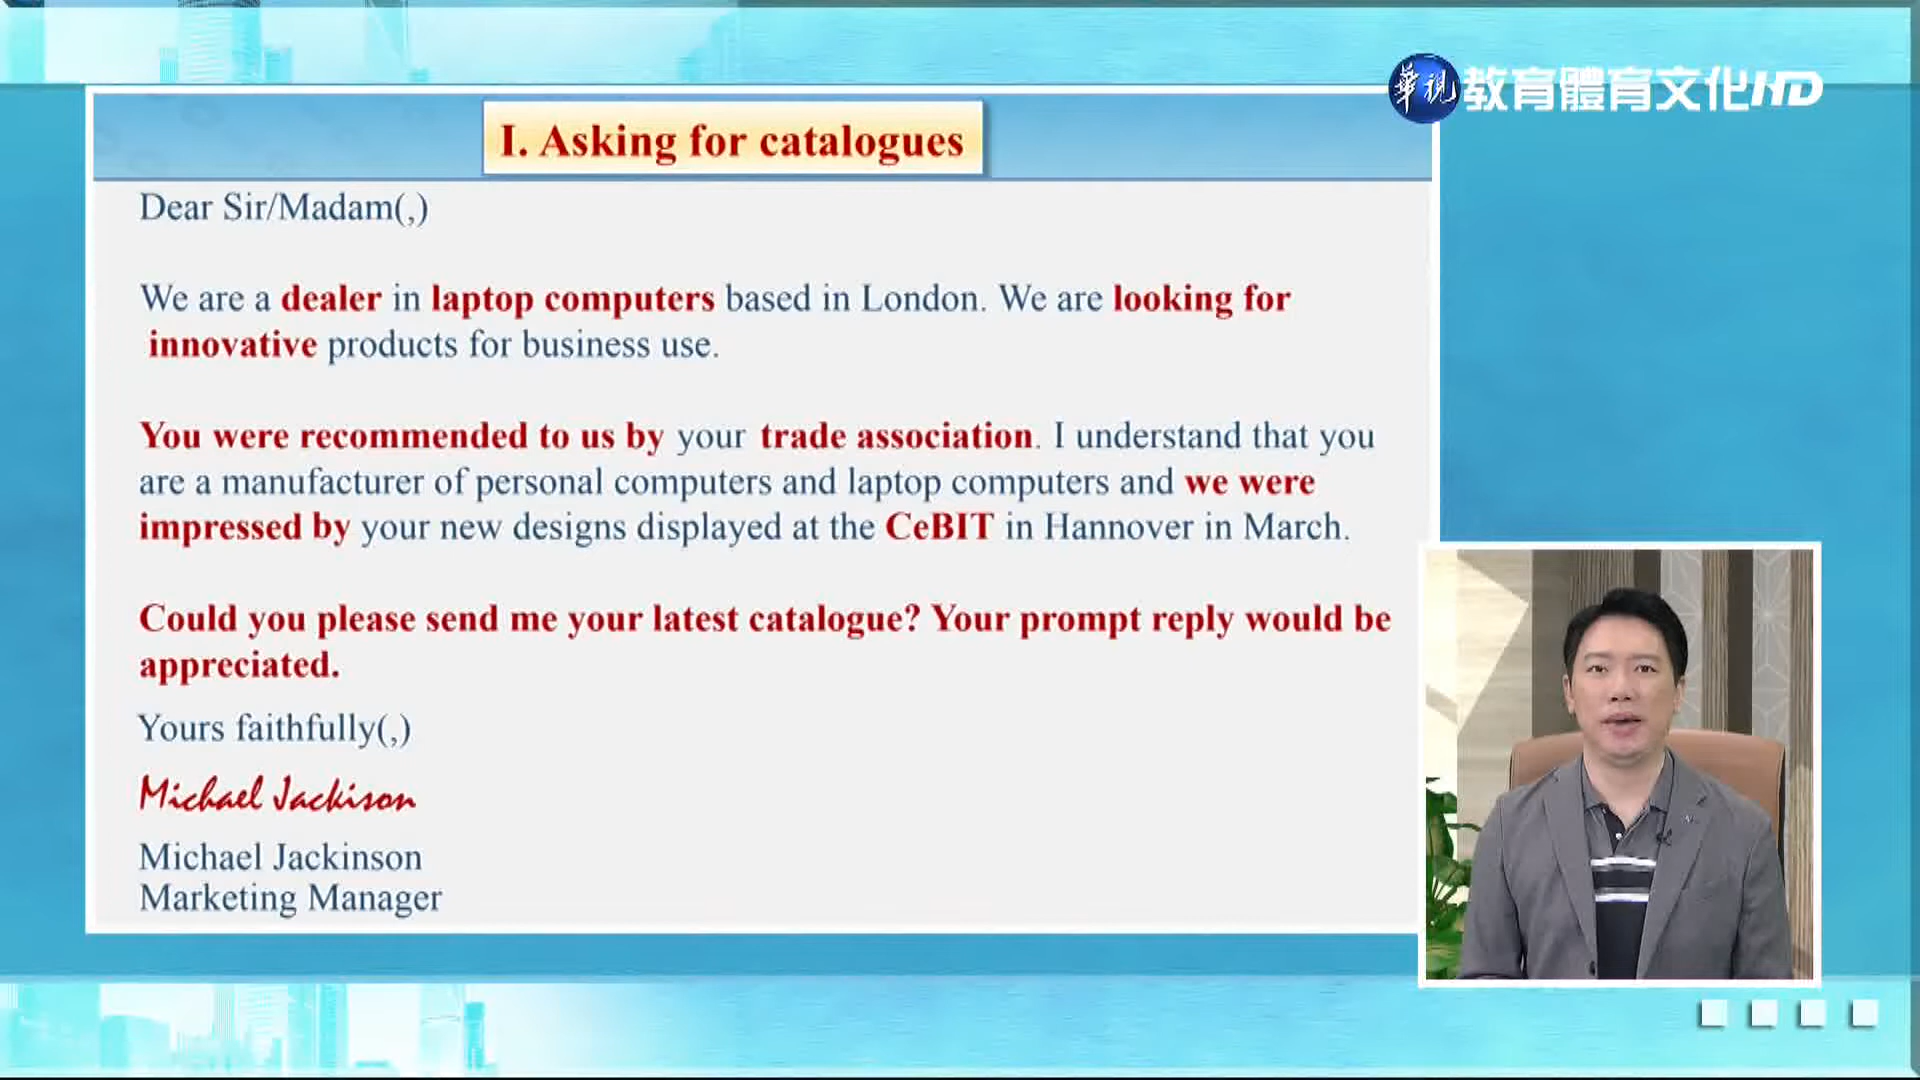 華視 教育體育文化HD
I. Asking for catalogues
Dear Sir/Madam(,)
We are a dealer in laptop computers based in London. We are looking for
innovative products for business use.
You were recommended to us by your trade association. I understand that you
are a manufacturer of personal computers and laptop computers and we were
impressed by your new designs displayed at the CeBIT in Hannover in March.
Could you please send me your latest catalogue? Your prompt reply would be
appreciated.
Yours faithfully(,)
Michael Jackison
Michael Jackinson
Marketing Manager